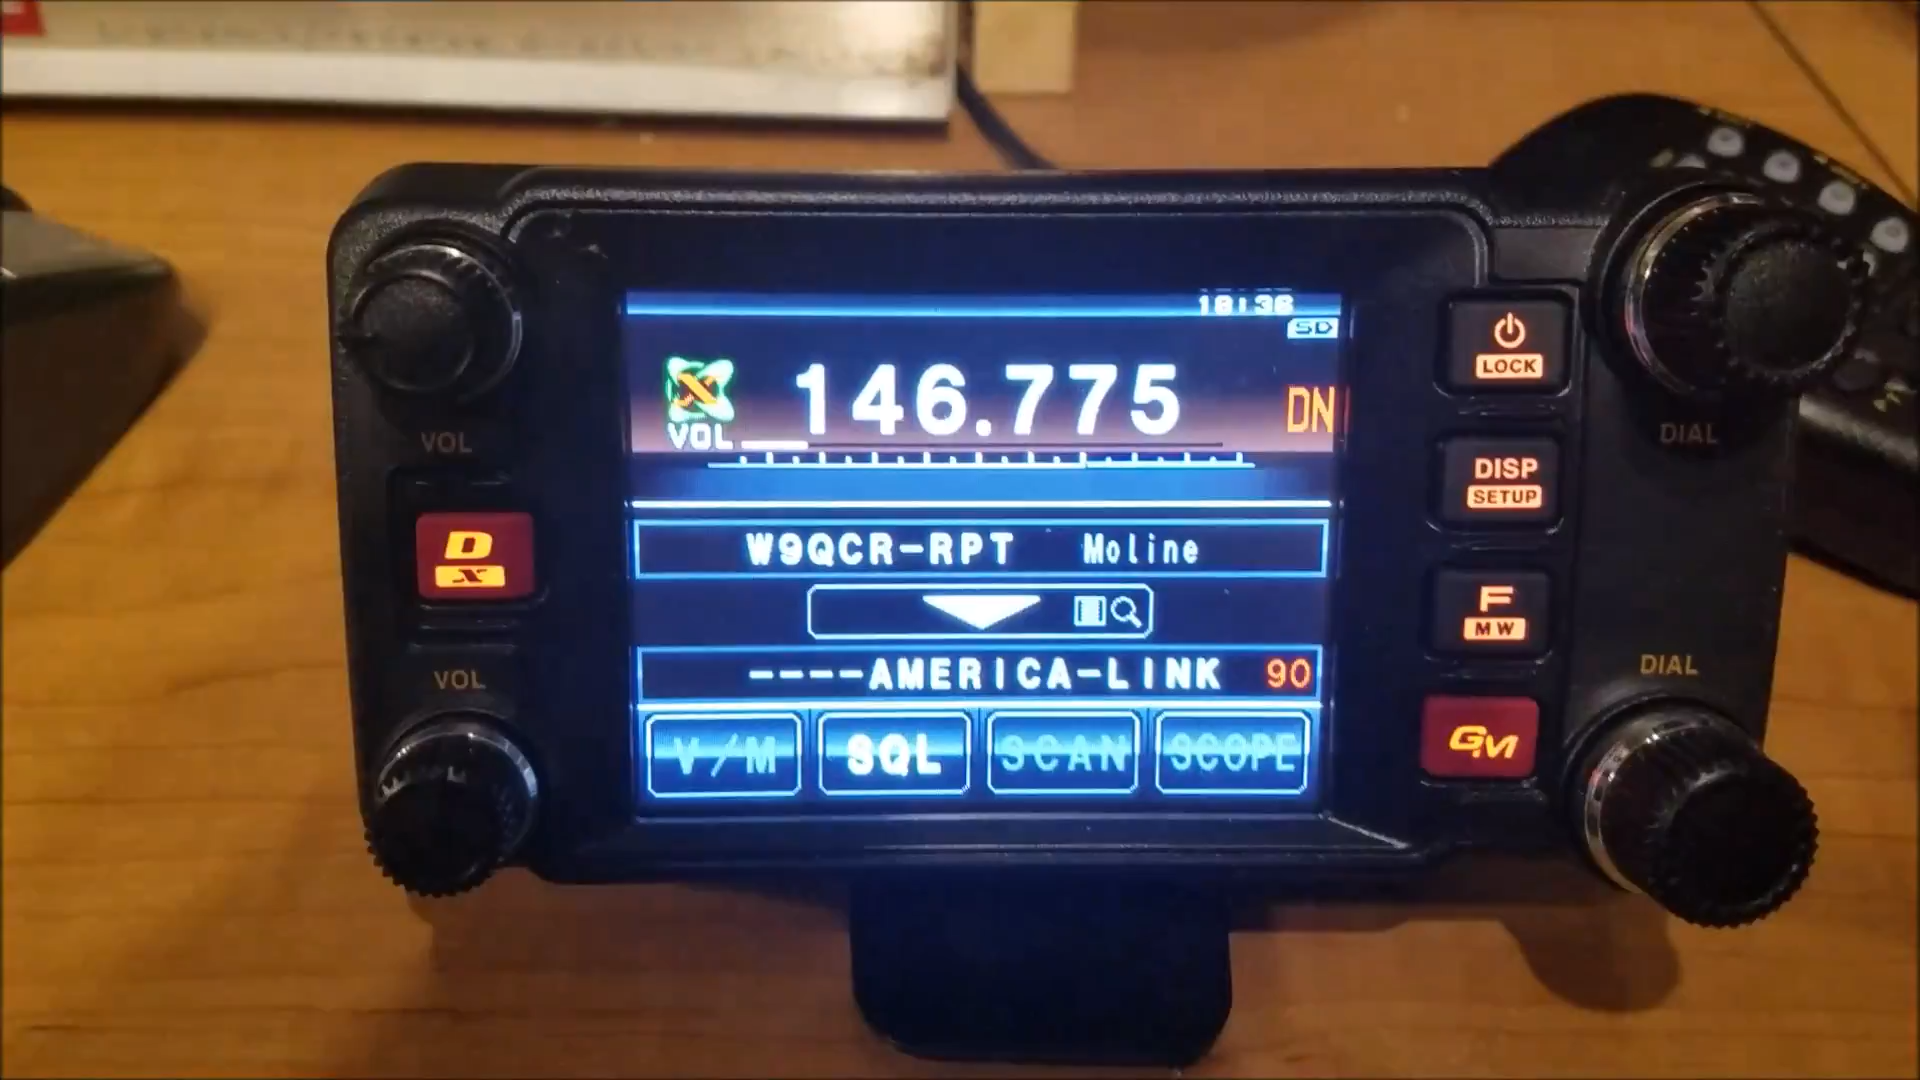 18:36
SD
X
146.775
DN
VOL
W9QCR-RPT Moline
----AMERICA-LINK 90
V/M SQL SCAN SCOPE
VOL
D
X
VOL
LOCK
DISP
SETUP
F
MW
GM
DIAL
DIAL